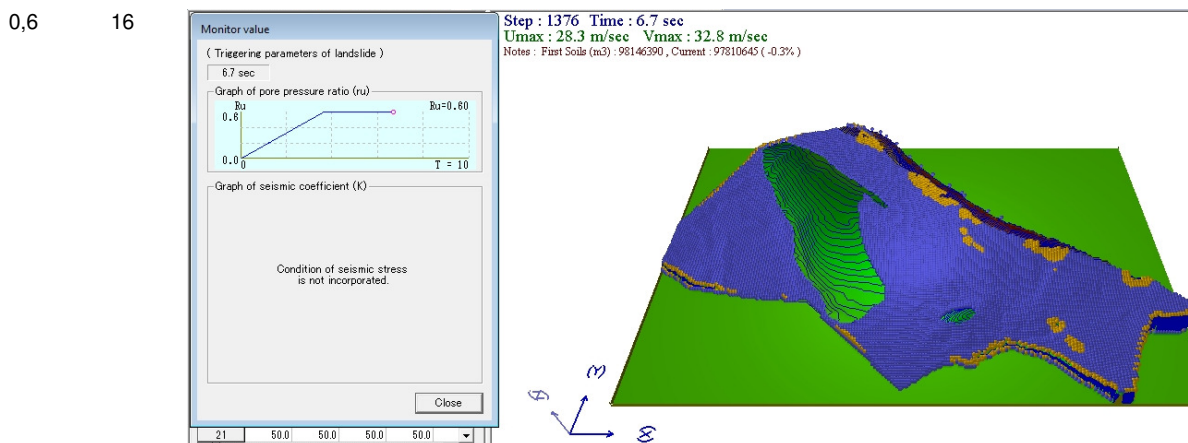 0,6 16
Monitor value
( Triggering parameters of landslide )
6.7 sec
Graph of pore pressure ratio (ru)
Ru Ru=0.60
0.6
0.0
0 T = 10
Graph of seismic coefficient (K)
Condition of seismic stress
is not incorporated.
Close
21 50.0 50.0 50.0 50.0
Step : 1376 Time : 6.7 sec
Umax : 28.3 m/sec Vmax : 32.8 m/sec
Notes : First Soils (m3) : 98146390 , Current : 97810645 ( -0.3% )
(Y)
(Z)
(X)